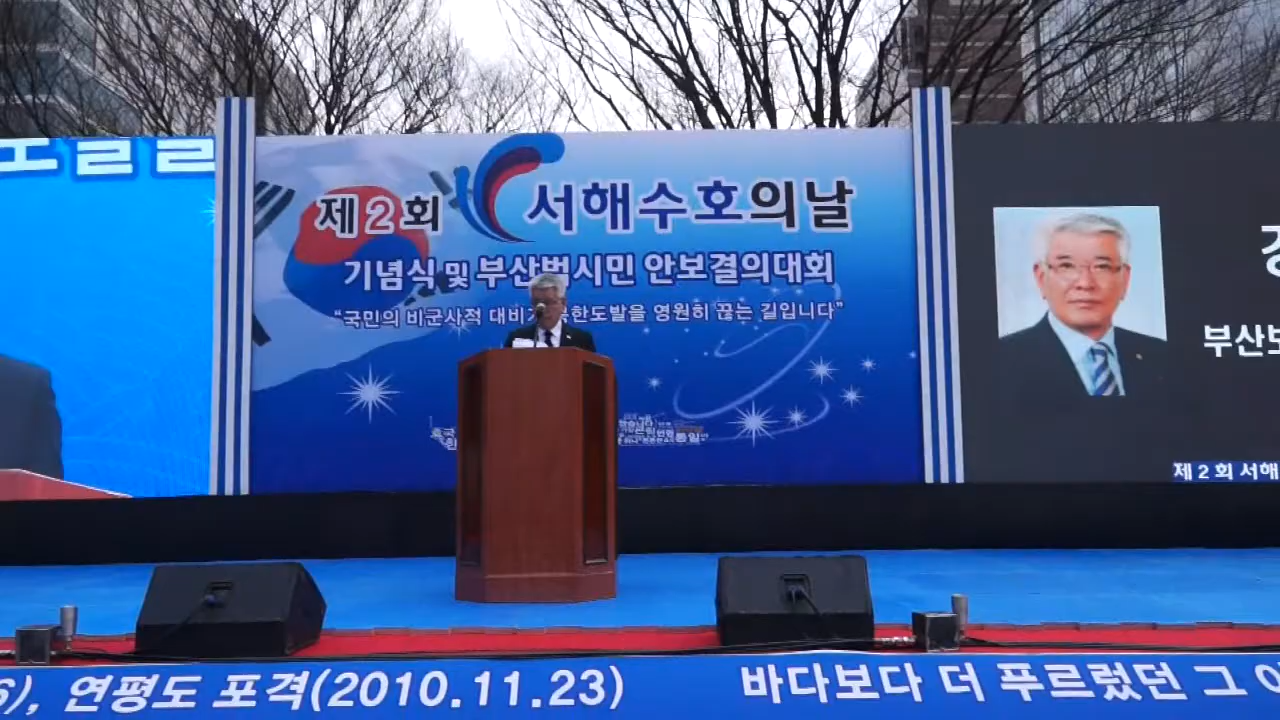 제2회 서해수호의날
기념식 및 부산범시민 안보결의대회
"국민의 비군사적 대비가 북한도발을 영원히 끊는 길입니다"
부산보
제 2 회 서해
6), 연평도 포격(2010.11.23)
바다보다 더 푸르렀던 그